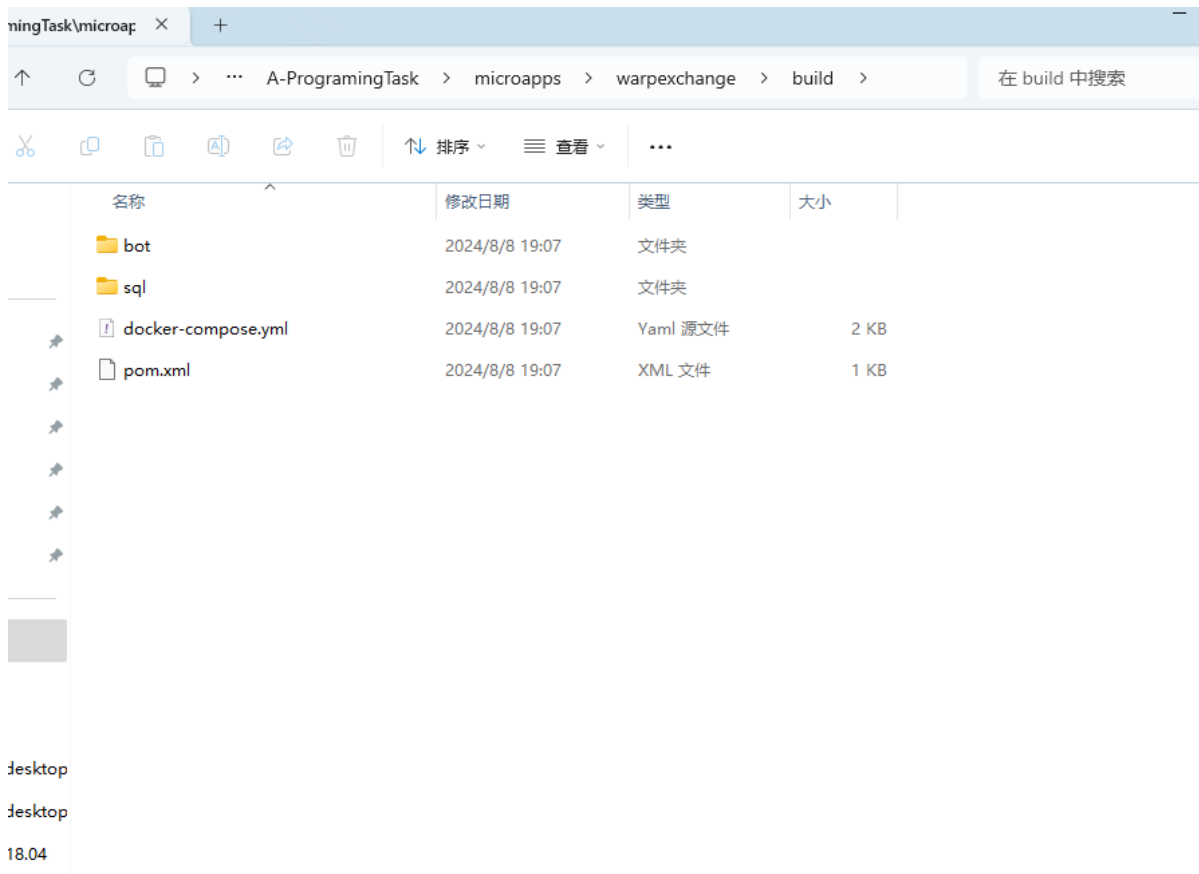 mingTask\microap
… A-ProgramingTask > microapps > warpexchange > build > 在 build 中搜索
排序 查看 …
名称 修改日期 类型 大小
bot 2024/8/8 19:07 文件夹
sql 2024/8/8 19:07 文件夹
docker-compose.yml 2024/8/8 19:07 Yaml 源文件 2 KB
pom.xml 2024/8/8 19:07 XML 文件 1 KB
desktop
desktop
18.04